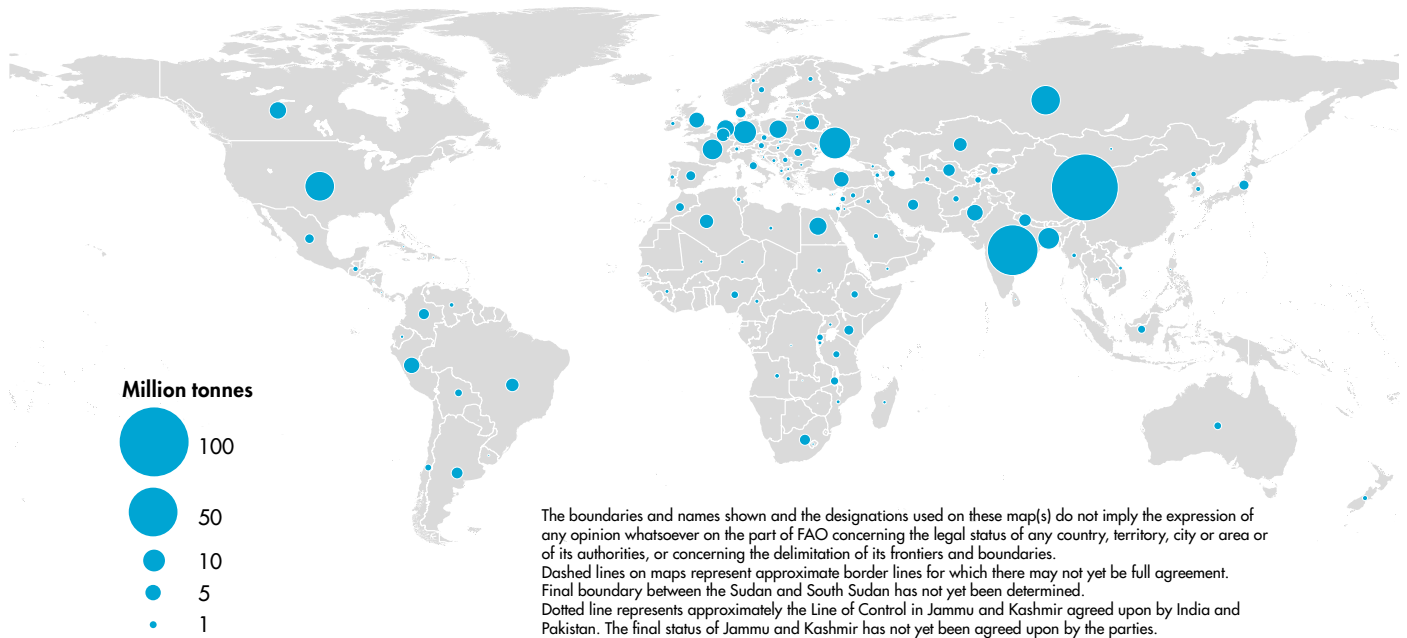 Million tonnes
100
50
10
5
1
The boundaries and names shown and the designations used on these map(s) do not imply the expression of
any opinion whatsoever on the part of FAO concerning the legal status of any country, territory, city or area or
of its authorities, or concerning the delimitation of its frontiers and boundaries.
Dashed lines on maps represent approximate border lines for which there may not yet be full agreement.
Final boundary between the Sudan and South Sudan has not yet been determined.
Dotted line represents approximately the Line of Control in Jammu and Kashmir agreed upon by India and
Pakistan. The final status of Jammu and Kashmir has not yet been agreed upon by the parties.